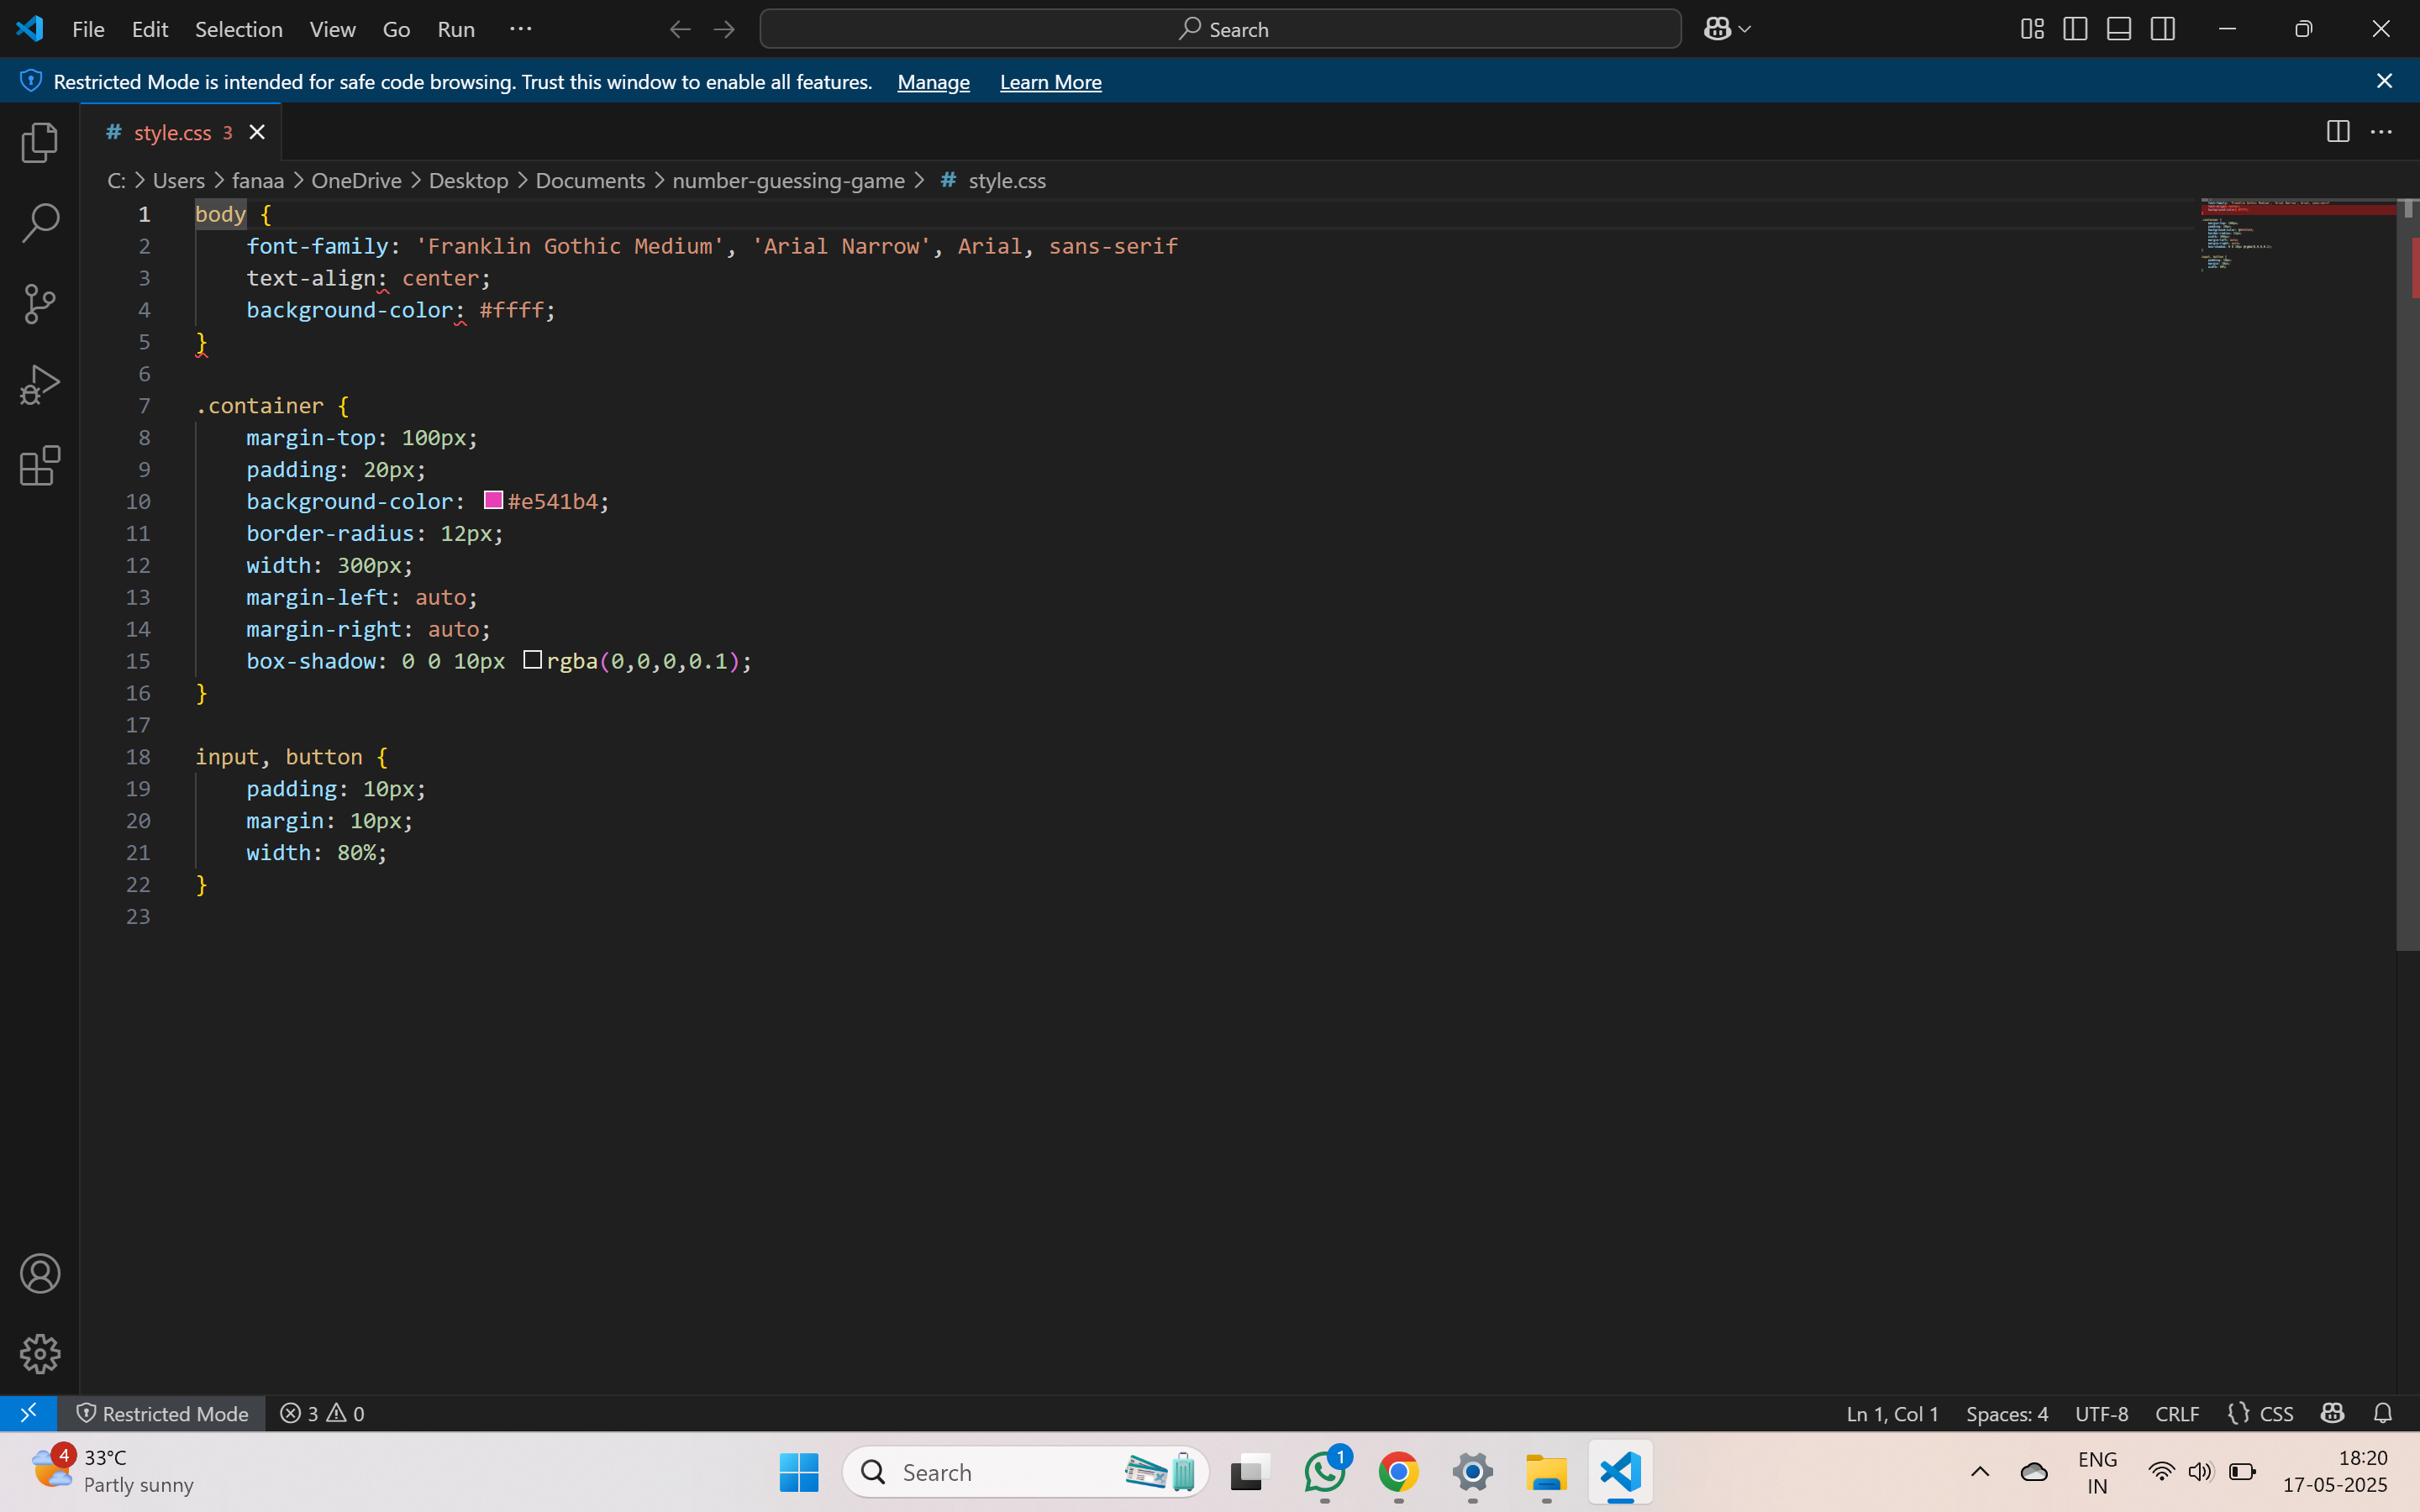 File Edit Selection View Go Run ··· Search
Restricted Mode is intended for safe code browsing. Trust this window to enable all features. Manage Learn More
# style.css 3
C: > Users > fanaa > OneDrive > Desktop > Documents > number-guessing-game > # style.css
1 body {
2     font-family: 'Franklin Gothic Medium', 'Arial Narrow', Arial, sans-serif
3     text-align: center;
4     background-color: #ffff;
5 }
6
7 .container {
8     margin-top: 100px;
9     padding: 20px;
10     background-color: #e541b4;
11     border-radius: 12px;
12     width: 300px;
13     margin-left: auto;
14     margin-right: auto;
15     box-shadow: 0 0 10px rgba(0,0,0,0.1);
16 }
17
18 input, button {
19     padding: 10px;
20     margin: 10px;
21     width: 80%;
22 }
23
Restricted Mode 3 0 Ln 1, Col 1 Spaces: 4 UTF-8 CRLF {} CSS
4 33°C Search 1 ENG 18:20
Partly sunny IN 17-05-2025